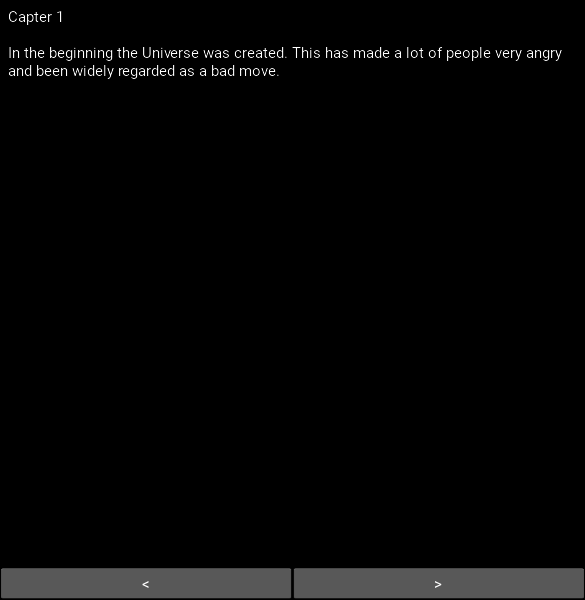 Capter 1
In the beginning the Universe was created. This has made a lot of people very angry
and been widely regarded as a bad move.
< >